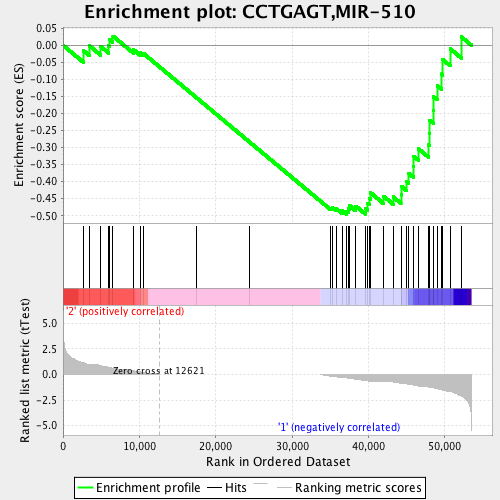 Enrichment plot: CCTGAGT,MIR-510
Enrichment score (ES)
0.05
0.00
-0.05
-0.10
-0.15
-0.20
-0.25
-0.30
-0.35
-0.40
-0.45
-0.50
'2' (positively correlated)
Ranked list metric (tTest)
5.0
2.5
0.0
-2.5
-5.0
Zero cross at 12621
'1' (negatively correlated)
0 10,000 20,000 30,000 40,000 50,000
Rank in Ordered Dataset
Enrichment profile Hits Ranking metric scores